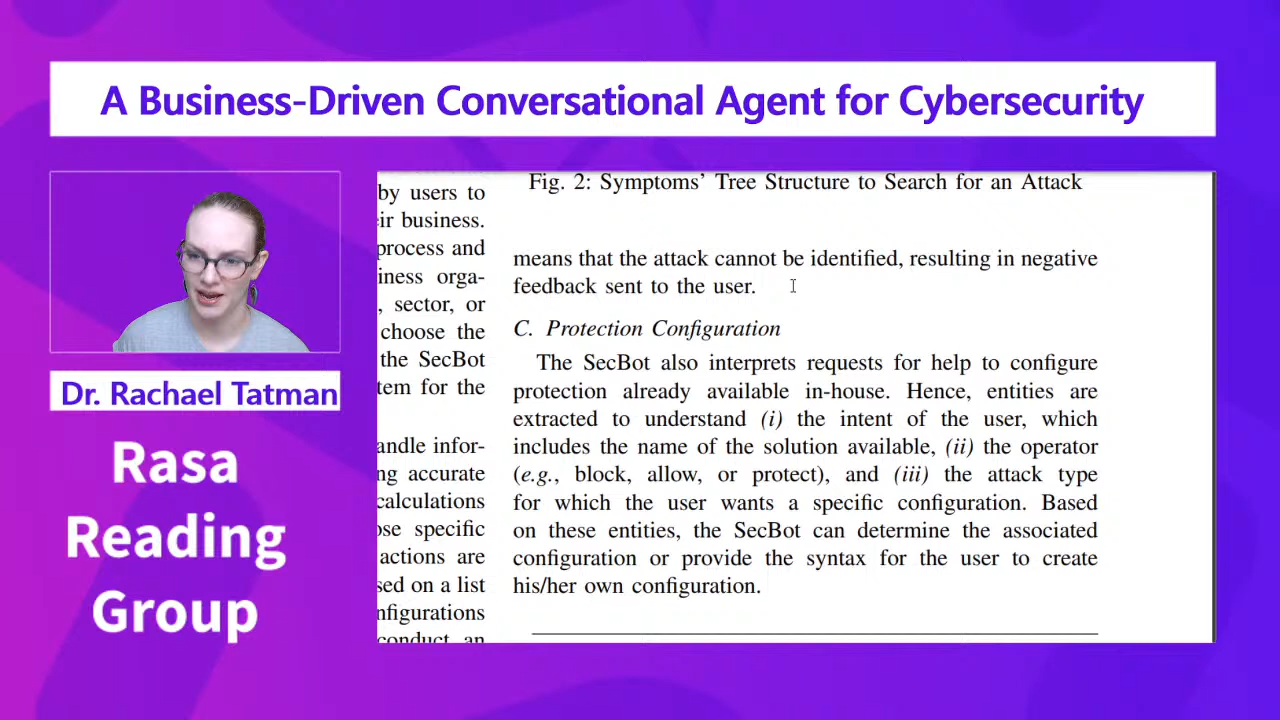 A Business-Driven Conversational Agent for Cybersecurity
Dr. Rachael Tatman
Rasa
Reading
Group
by users to
eir business.
process and
iness orga-
, sector, or
choose the
the SecBot
tem for the
andle infor-
ng accurate
calculations
ose specific
actions are
sed on a list
nfigurations
conduct an
Fig. 2: Symptoms' Tree Structure to Search for an Attack
means that the attack cannot be identified, resulting in negative
feedback sent to the user.
C. Protection Configuration
The SecBot also interprets requests for help to configure
protection already available in-house. Hence, entities are
extracted to understand (i) the intent of the user, which
includes the name of the solution available, (ii) the operator
(e.g., block, allow, or protect), and (iii) the attack type
for which the user wants a specific configuration. Based
on these entities, the SecBot can determine the associated
configuration or provide the syntax for the user to create
his/her own configuration.